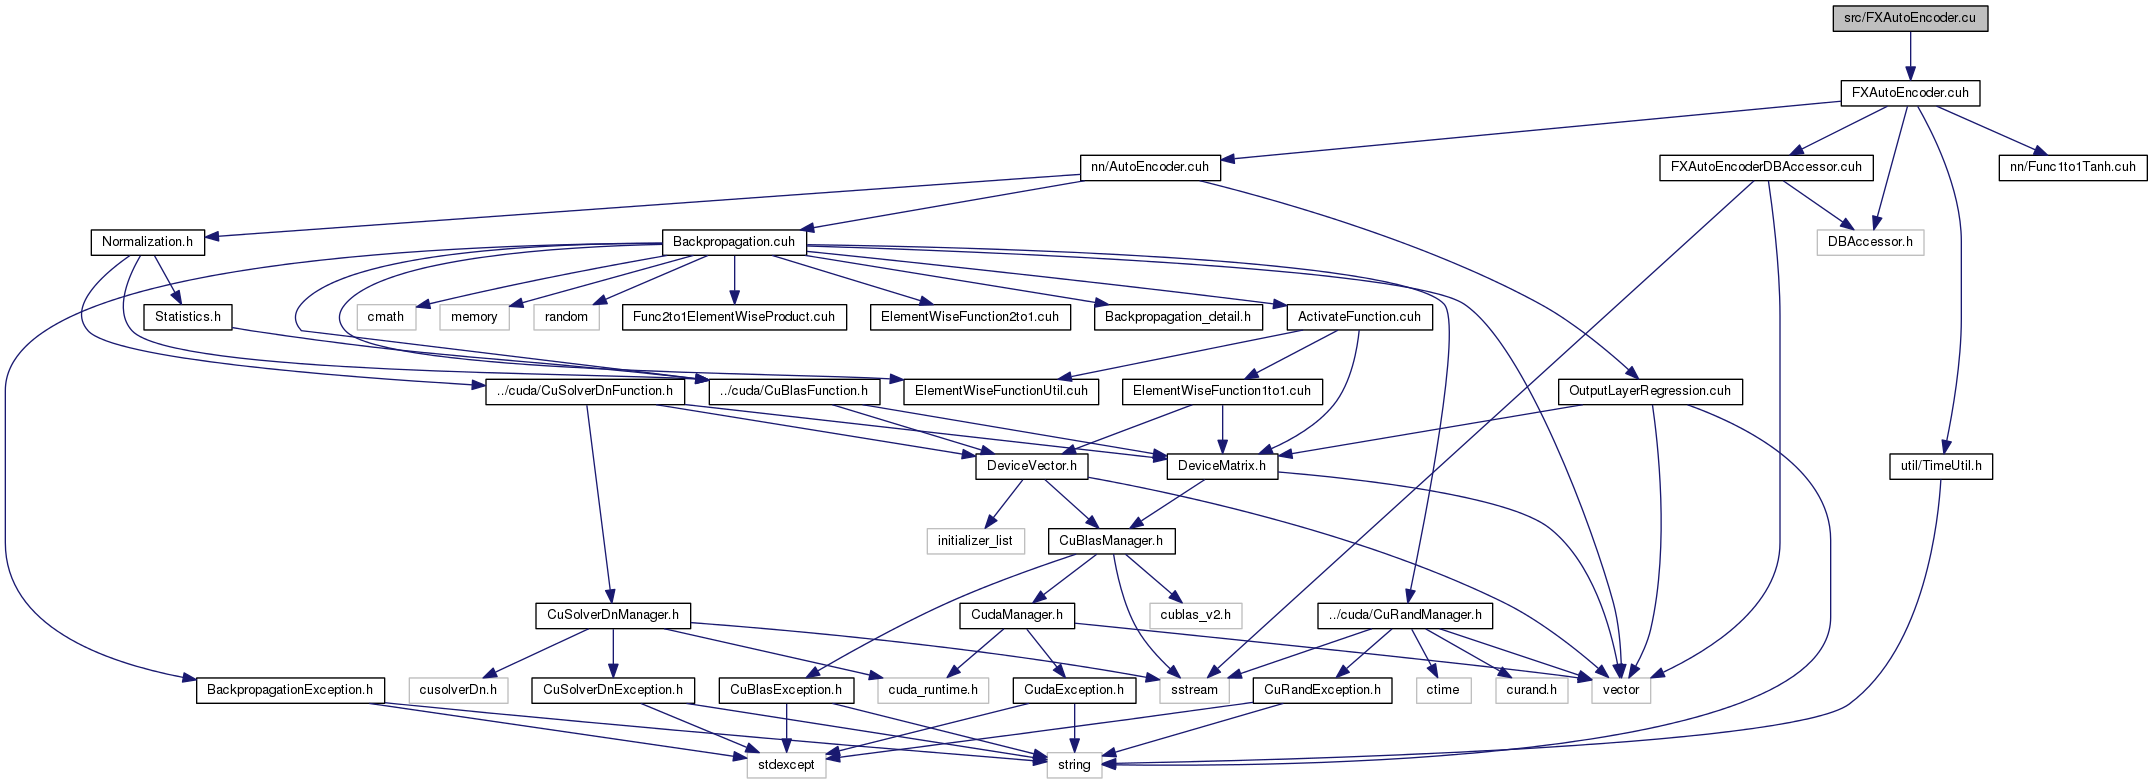 src/FXAutoEncoder.cu
FXAutoEncoder.cuh
nn/AutoEncoder.cuh
FXAutoEncoderDBAccessor.cuh
nn/Func1to1Tanh.cuh
Normalization.h
Backpropagation.cuh
DBAccessor.h
Statistics.h
cmath
memory
random
Func2to1ElementWiseProduct.cuh
ElementWiseFunction2to1.cuh
Backpropagation_detail.h
ActivateFunction.cuh
../cuda/CuSolverDnFunction.h
../cuda/CuBlasFunction.h
ElementWiseFunctionUtil.cuh
ElementWiseFunction1to1.cuh
OutputLayerRegression.cuh
DeviceVector.h
DeviceMatrix.h
util/TimeUtil.h
initializer_list
CuBlasManager.h
CuSolverDnManager.h
CudaManager.h
cublas_v2.h
../cuda/CuRandManager.h
BackpropagationException.h
cusolverDn.h
CuSolverDnException.h
CuBlasException.h
cuda_runtime.h
CudaException.h
sstream
CuRandException.h
ctime
curand.h
vector
stdexcept
string